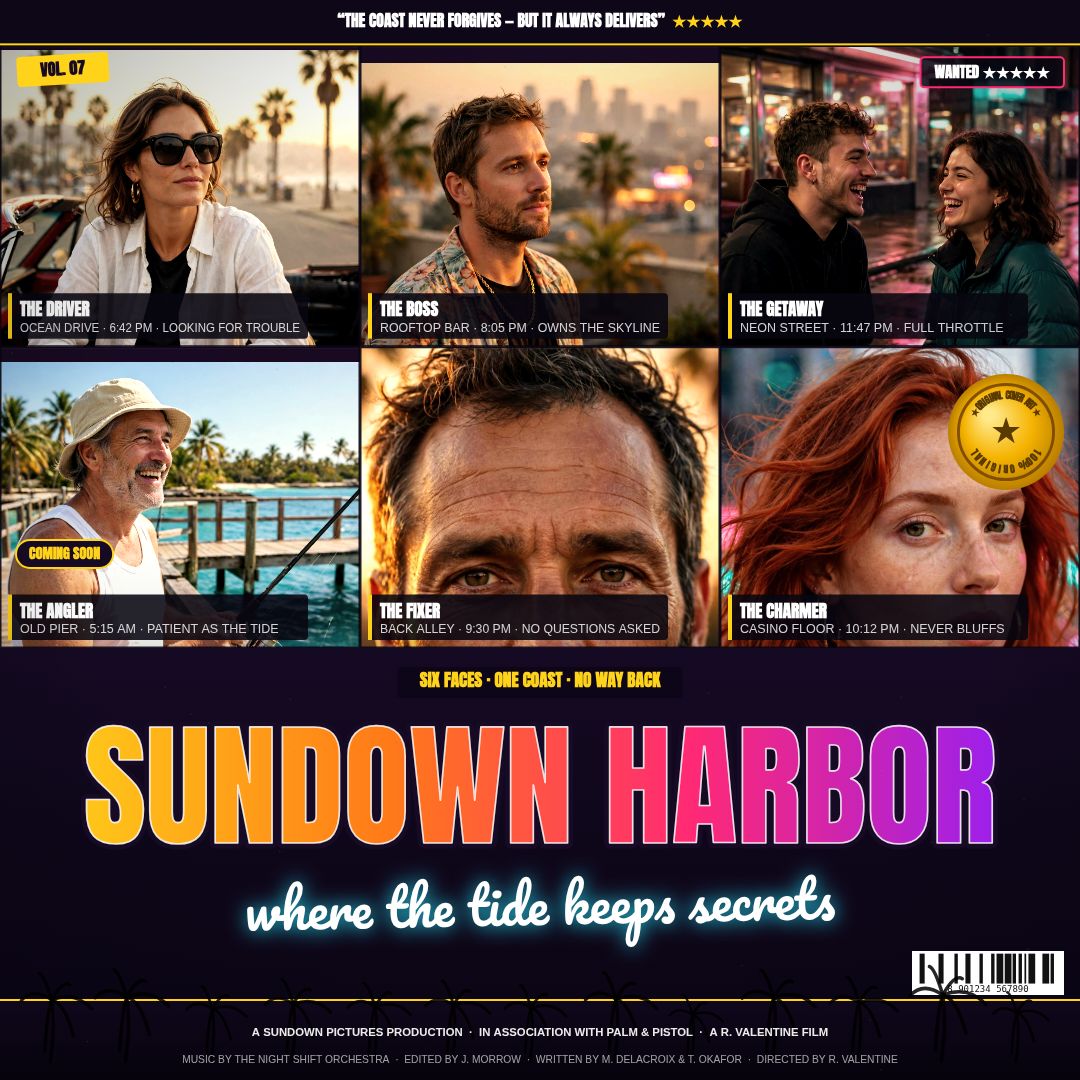 “THE COAST NEVER FORGIVES – BUT IT ALWAYS DELIVERS” ★★★★★
VOL. 07
WANTED ★★★★★
THE DRIVER
OCEAN DRIVE · 6:42 PM · LOOKING FOR TROUBLE
THE BOSS
ROOFTOP BAR · 8:05 PM · OWNS THE SKYLINE
THE GETAWAY
NEON STREET · 11:47 PM · FULL THROTTLE
★ ORIGINAL COVER ART ★
100% ORIGINAL
COMING SOON
THE ANGLER
OLD PIER · 5:15 AM · PATIENT AS THE TIDE
THE FIXER
BACK ALLEY · 9:30 PM · NO QUESTIONS ASKED
THE CHARMER
CASINO FLOOR · 10:12 PM · NEVER BLUFFS
SIX FACES · ONE COAST · NO WAY BACK
SUNDOWN HARBOR
where the tide keeps secrets
901234 567890
A SUNDOWN PICTURES PRODUCTION · IN ASSOCIATION WITH PALM & PISTOL · A R. VALENTINE FILM
MUSIC BY THE NIGHT SHIFT ORCHESTRA · EDITED BY J. MORROW · WRITTEN BY M. DELACROIX & T. OKAFOR · DIRECTED BY R. VALENTINE